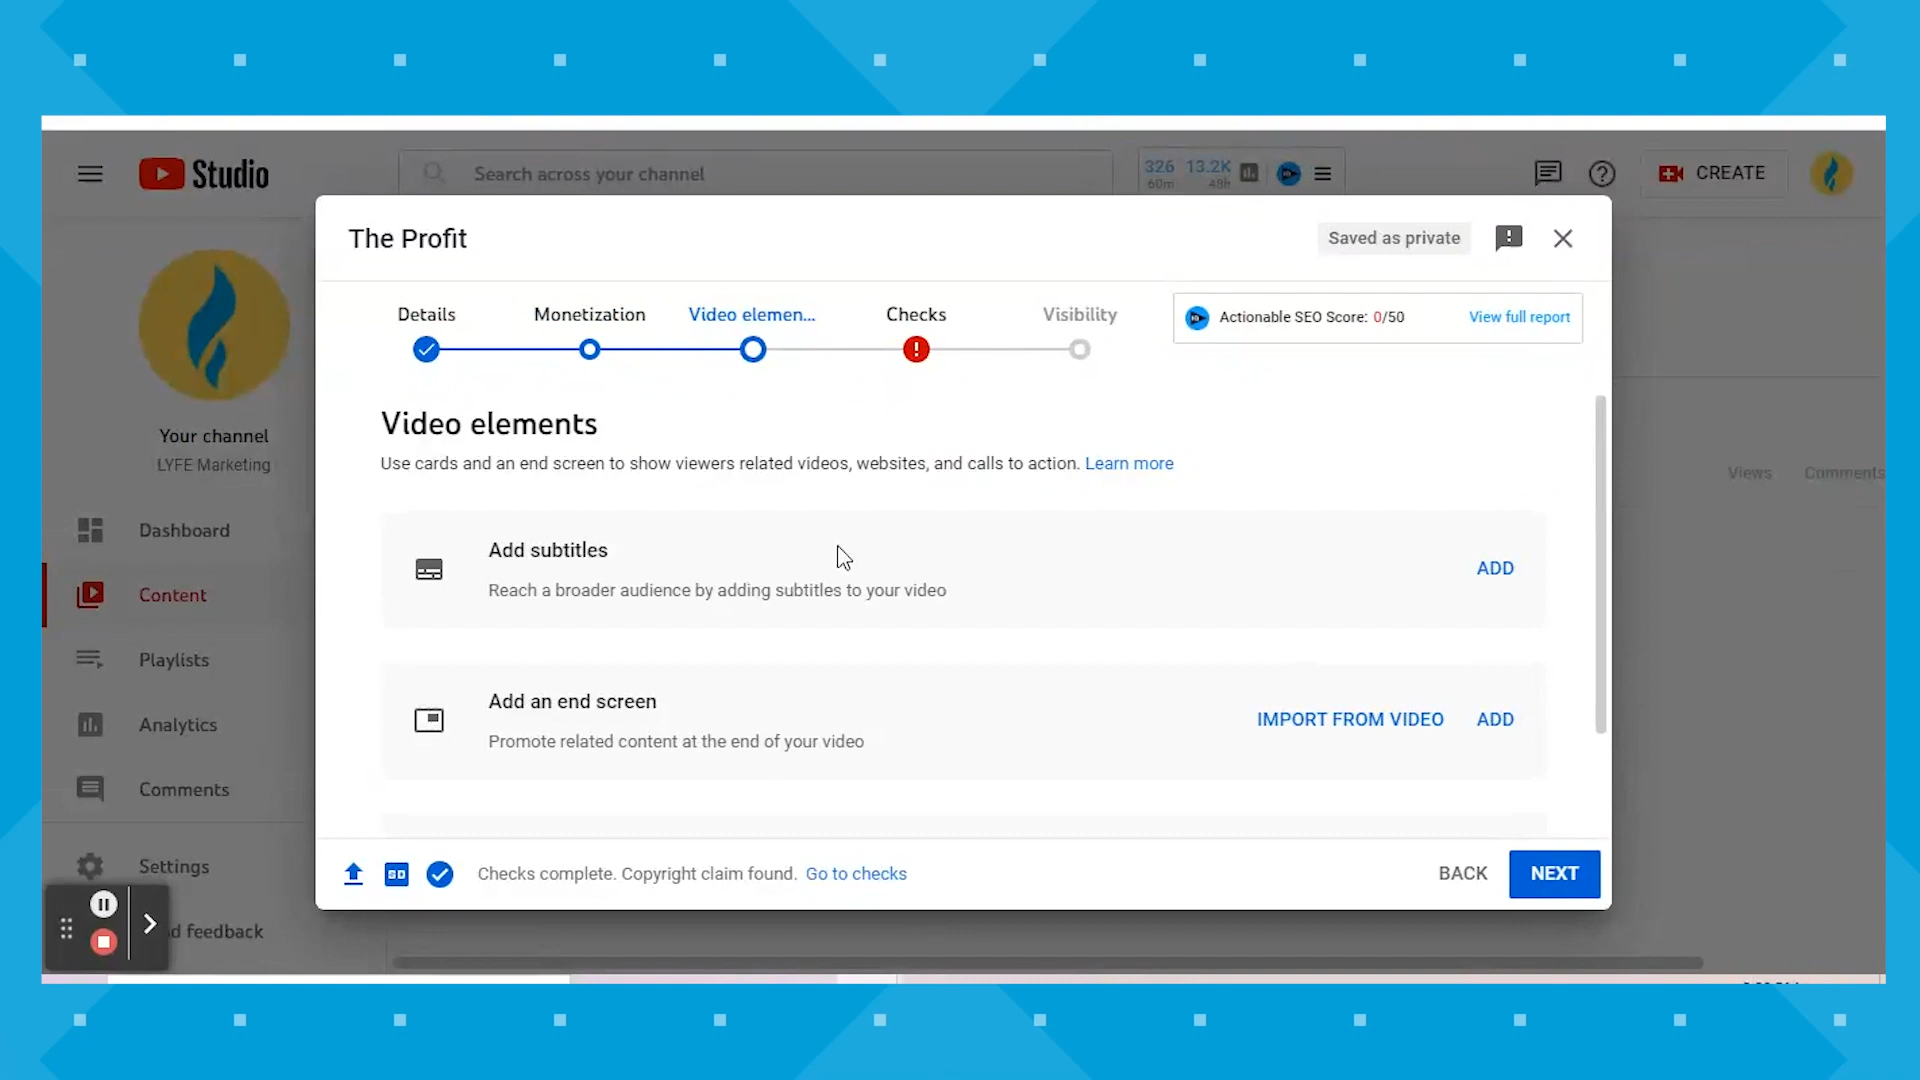 Studio
Search across your channel
326 13.2K
60m 48h
CREATE
The Profit
Saved as private
Details
Monetization
Video elemen...
Checks
Visibility
Actionable SEO Score: 0/50
View full report
Video elements
Use cards and an end screen to show viewers related videos, websites, and calls to action. Learn more
Your channel
LYFE Marketing
Views
Comments
Add subtitles
Reach a broader audience by adding subtitles to your video
ADD
Add an end screen
Promote related content at the end of your video
IMPORT FROM VIDEO
ADD
Dashboard
Content
Playlists
Analytics
Comments
Settings
d feedback
SD
Checks complete. Copyright claim found. Go to checks
BACK
NEXT